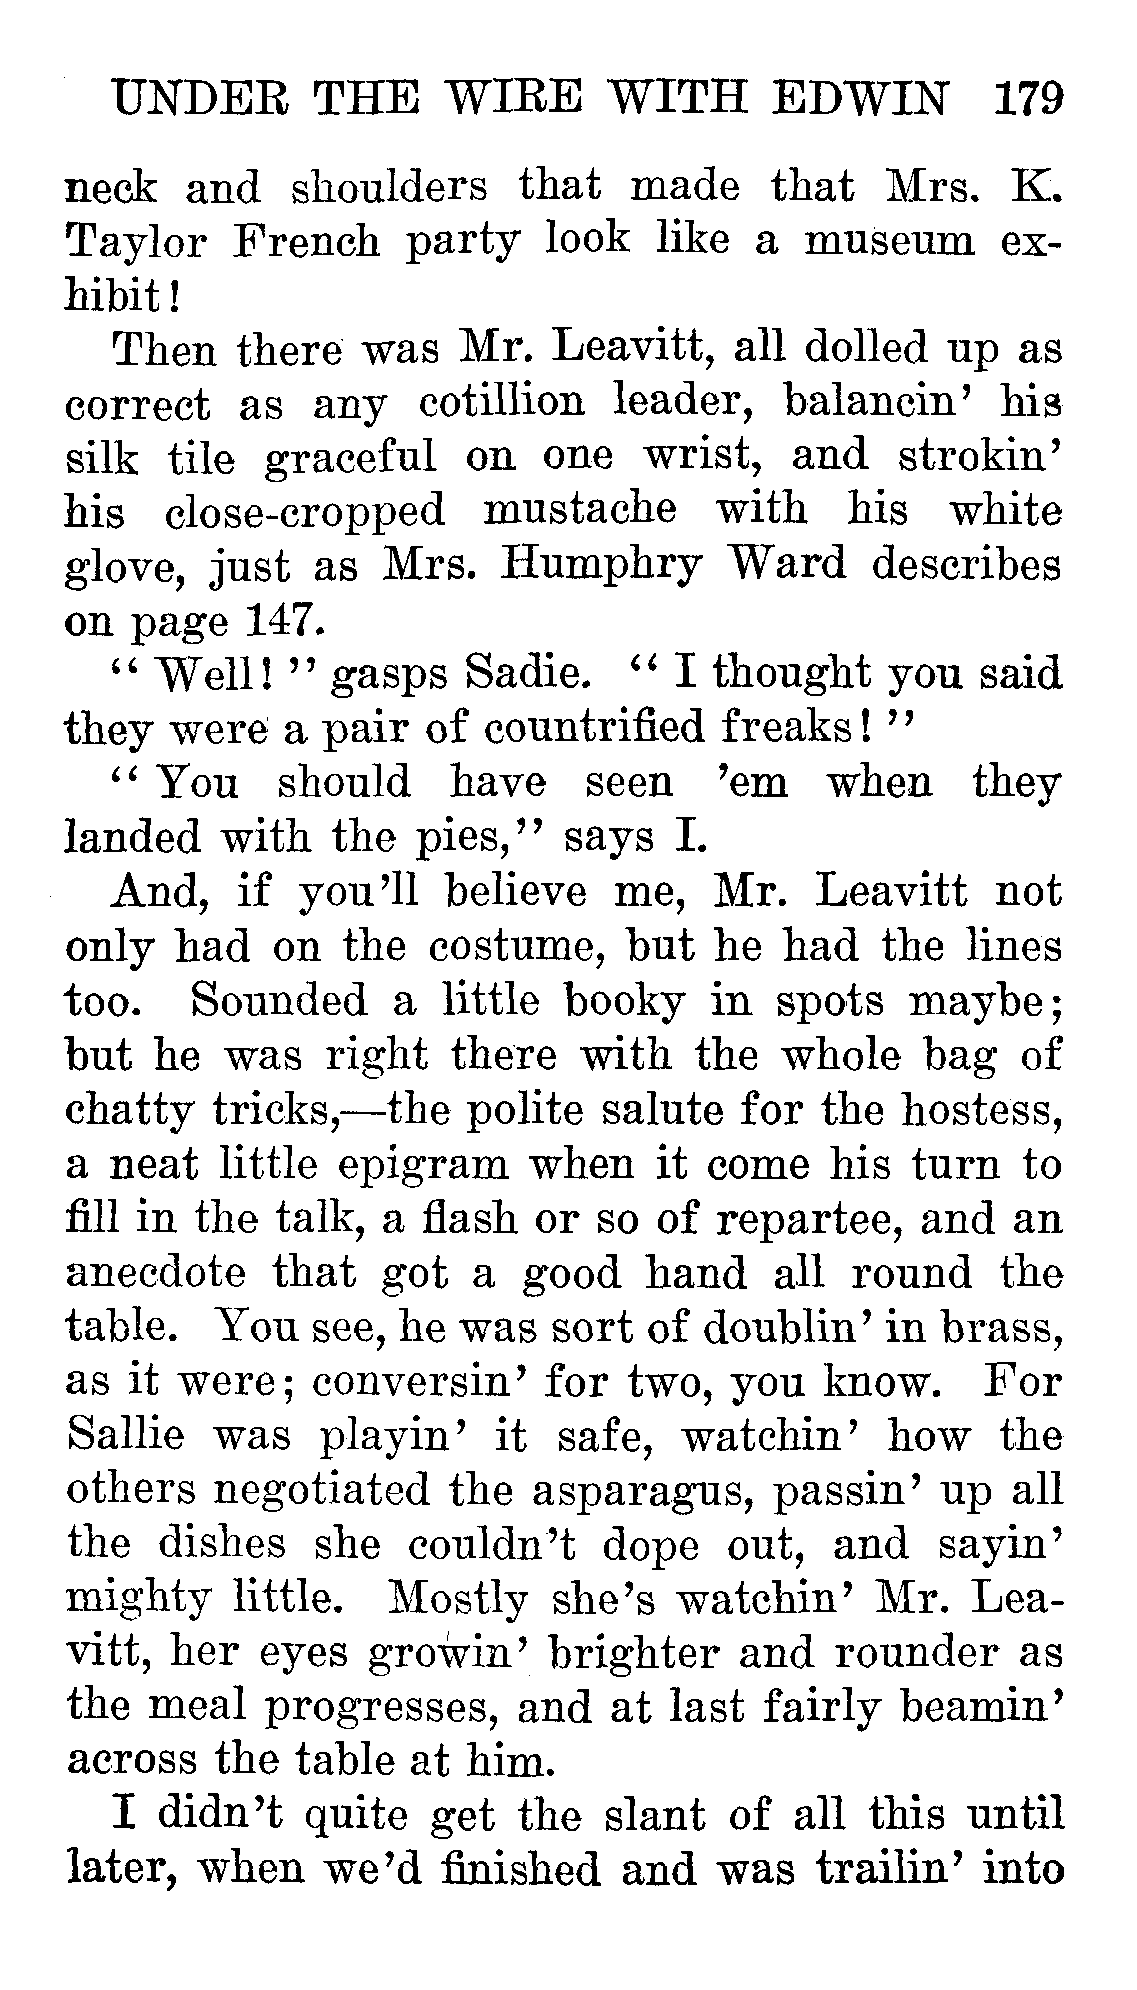 UNDER THE WIRE WITH EDWIN 179
neck and shoulders that made that Mrs. K.
Taylor French party look like a museum ex-
hibit!
Then there was Mr. Leavitt, all dolled up as
correct as any cotillion leader, balancin' his
silk tile graceful on one wrist, and strokin'
his close-cropped mustache with his white
glove, just as Mrs. Humphry Ward describes
on page 147.
"Well!" gasps Sadie. "I thought you said
they were a pair of countrified freaks!"
"You should have seen 'em when they
landed with the pies," says I.
And, if you'll believe me, Mr. Leavitt not
only had on the costume, but he had the lines
too. Sounded a little booky in spots maybe;
but he was right there with the whole bag of
chatty tricks,—the polite salute for the hostess,
a neat little epigram when it come his turn to
fill in the talk, a flash or so of repartee, and an
anecdote that got a good hand all round the
table. You see, he was sort of doublin' in brass,
as it were; conversin' for two, you know. For
Sallie was playin' it safe, watchin' how the
others negotiated the asparagus, passin' up all
the dishes she couldn't dope out, and sayin'
mighty little. Mostly she's watchin' Mr. Lea-
vitt, her eyes growin' brighter and rounder as
the meal progresses, and at last fairly beamin'
across the table at him.
I didn't quite get the slant of all this until
later, when we'd finished and was trailin' into